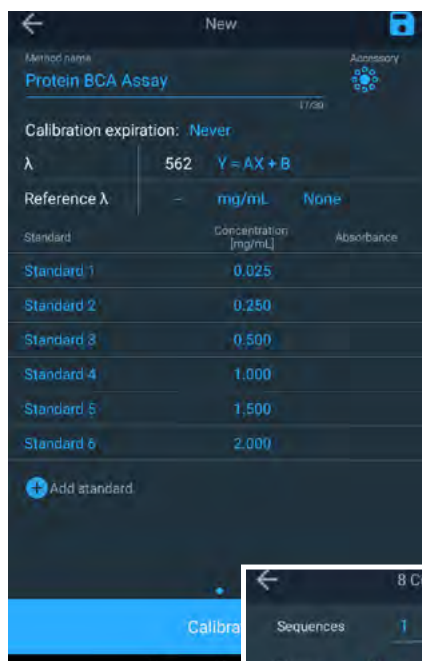 New
Method name
Accessory
Protein BCA Assay
17/30
Calibration expiration: Never
λ 562 Y = AX + B
Reference λ - mg/mL None
Standard Concentration [mg/mL] Absorbance
Standard 1 0.025
Standard 2 0.250
Standard 3 0.500
Standard 4 1.000
Standard 5 1.500
Standard 6 2.000
Add standard
Calibra
8 C
Sequences 1